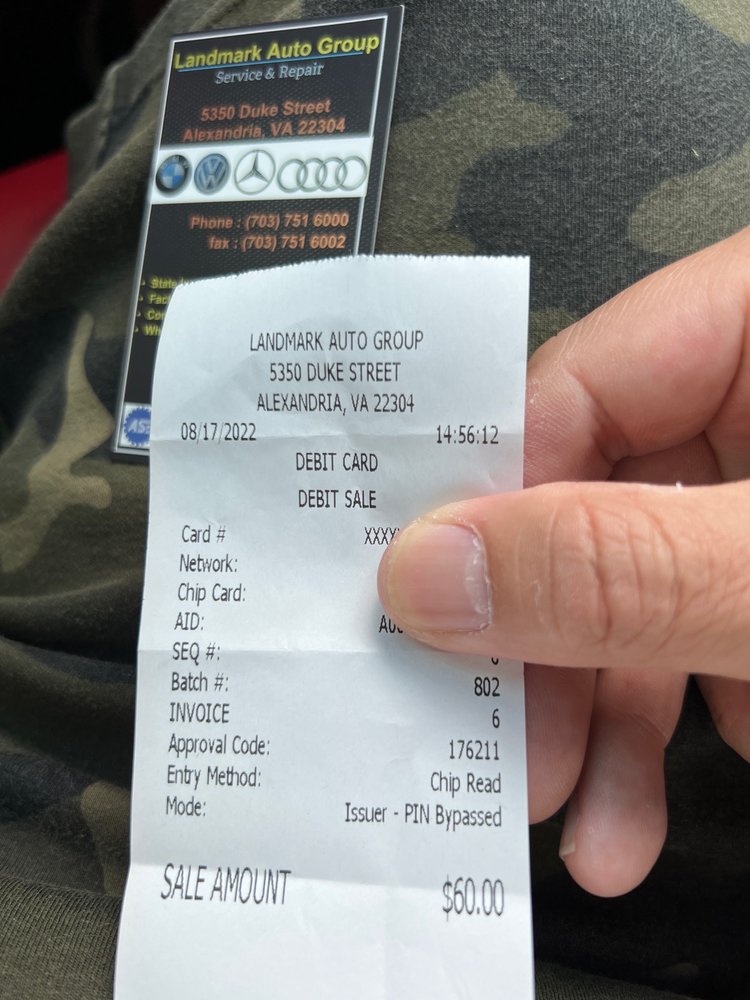 Landmark Auto Group
Service & Repair
5350 Duke Street
Alexandria, VA 22304
Phone : (703) 751 6000
fax : (703) 751 6002
LANDMARK AUTO GROUP
5350 DUKE STREET
ALEXANDRIA, VA 22304
08/17/2022 14:56:12
DEBIT CARD
DEBIT SALE
Card # XXXX
Network:
Chip Card:
AID:
SEQ #: 6
Batch #: 802
INVOICE 6
Approval Code: 176211
Entry Method: Chip Read
Mode: Issuer - PIN Bypassed
SALE AMOUNT $60.00